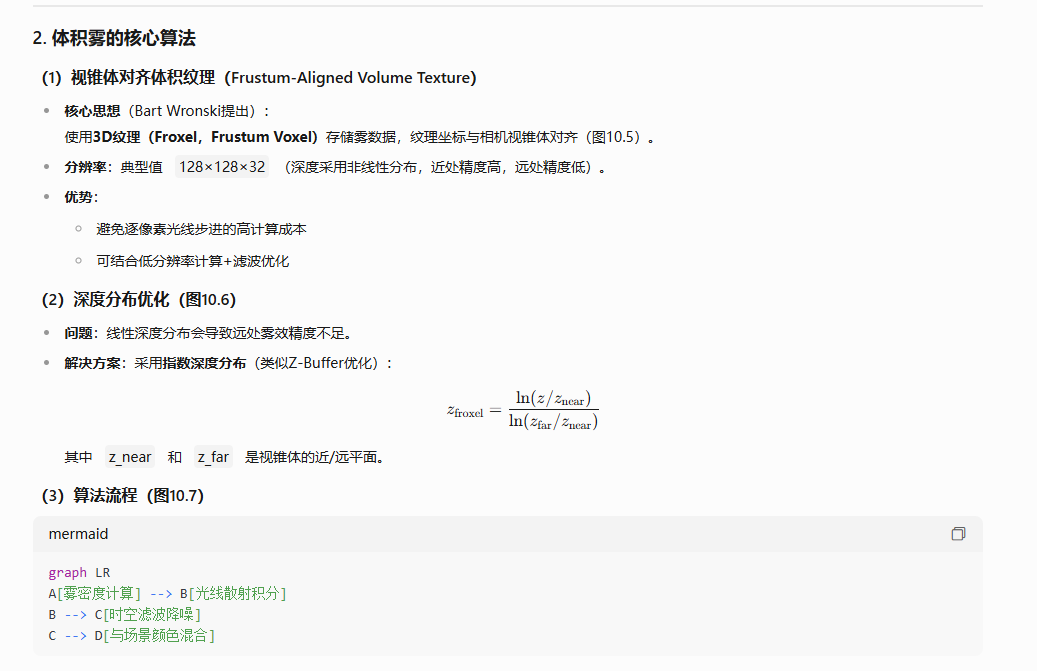 2. 体积雾的核心算法
（1）视锥体对齐体积纹理（Frustum-Aligned Volume Texture）
核心思想（Bart Wronski提出）：
使用3D纹理（Froxel，Frustum Voxel）存储雾数据，纹理坐标与相机视锥体对齐（图10.5）。
分辨率：典型值 128×128×32 （深度采用非线性分布，近处精度高，远处精度低）。
优势：
避免逐像素光线步进的高计算成本
可结合低分辨率计算+滤波优化
（2）深度分布优化（图10.6）
问题：线性深度分布会导致远处雾效精度不足。
解决方案：采用指数深度分布（类似Z-Buffer优化）：
z_froxel = ln(z/z_near) / ln(z_far/z_near)
其中 z_near 和 z_far 是视锥体的近/远平面。
（3）算法流程（图10.7）
mermaid
graph LR
A[雾密度计算] --> B[光线散射积分]
B --> C[时空滤波降噪]
C --> D[与场景颜色混合]